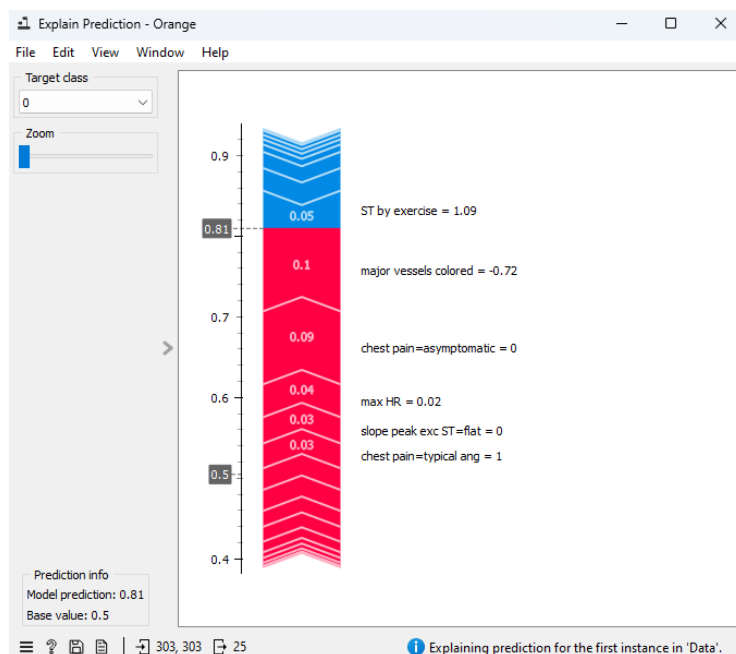 Explain Prediction - Orange
File Edit View Window Help
Target class
0
Zoom
0.9
0.05
ST by exercise = 1.09
0.81
0.1
major vessels colored = -0.72
0.7
0.09
chest pain=asymptomatic = 0
0.6
0.04
max HR = 0.02
0.03
slope peak exc ST=flat = 0
0.03
chest pain=typical ang = 1
0.5
0.4
Prediction info
Model prediction: 0.81
Base value: 0.5
? 303, 303 25 i Explaining prediction for the first instance in 'Data'.